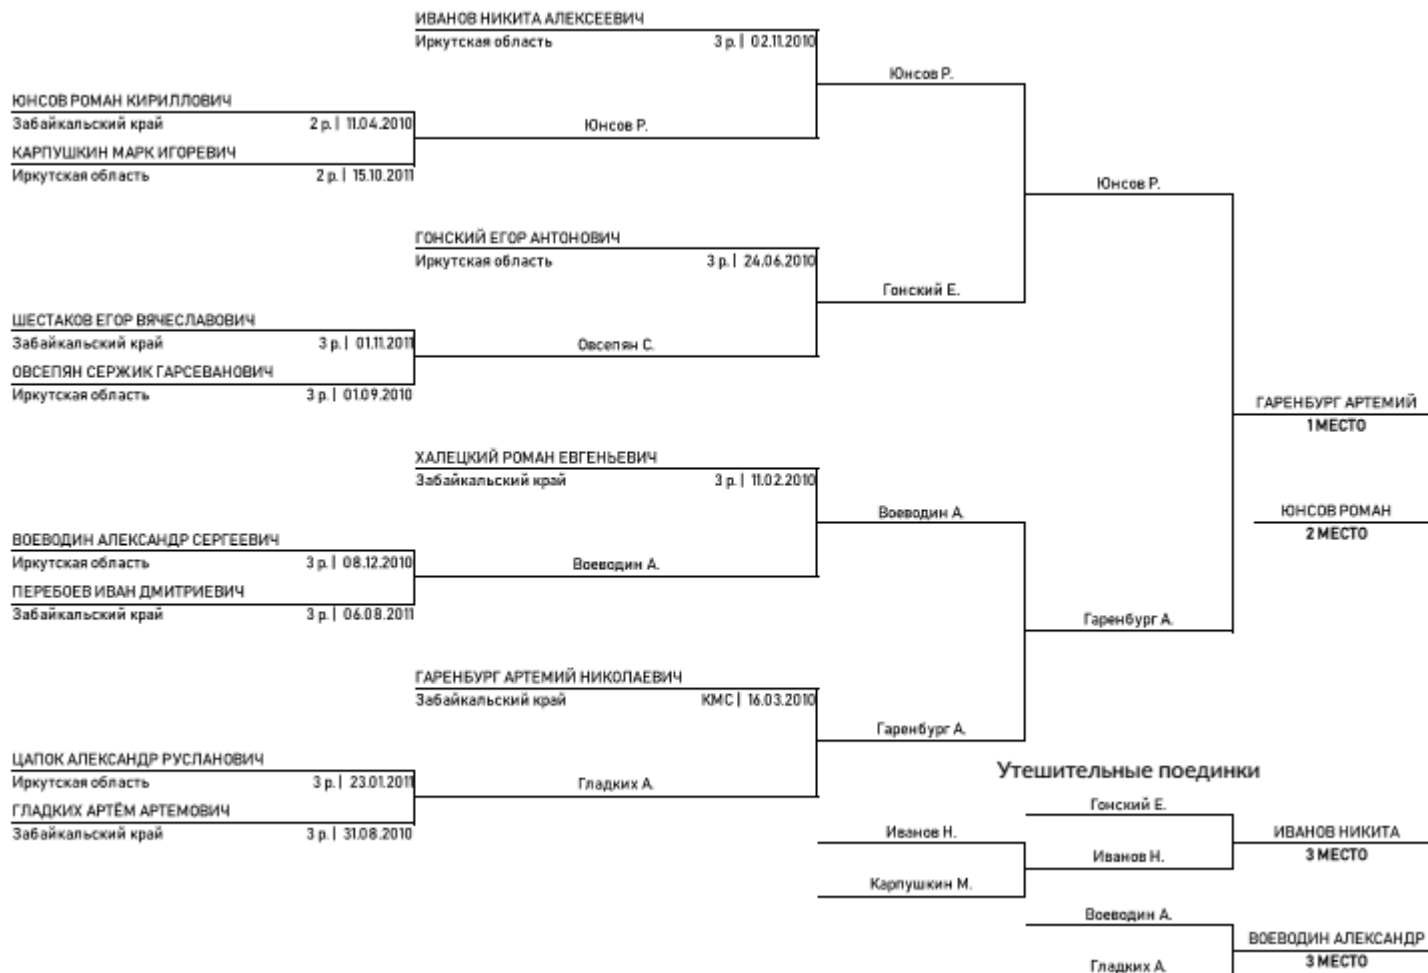 ИВАНОВ НИКИТА АЛЕКСЕЕВИЧ
Иркутская область 3 р. | 02.11.2010
Юнсов Р.
ЮНСОВ РОМАН КИРИЛЛОВИЧ
Забайкальский край 2 р. | 11.04.2010
Юнсов Р.
КАРПУШКИН МАРК ИГОРЕВИЧ
Иркутская область 2 р. | 15.10.2011
Юнсов Р.
ГОНСКИЙ ЕГОР АНТОНОВИЧ
Иркутская область 3 р. | 24.06.2010
Гонский Е.
ШЕСТАКОВ ЕГОР ВЯЧЕСЛАВОВИЧ
Забайкальский край 3 р. | 01.11.2011
Овсепян С.
ОВСЕПЯН СЕРЖИК ГАРСЕВАНОВИЧ
Иркутская область 3 р. | 01.09.2010
ГАРЕНБУРГ АРТЕМИЙ
1 МЕСТО
ХАЛЕЦКИЙ РОМАН ЕВГЕНЬЕВИЧ
Забайкальский край 3 р. | 11.02.2010
Воеводин А.
ЮНСОВ РОМАН
2 МЕСТО
ВОЕВОДИН АЛЕКСАНДР СЕРГЕЕВИЧ
Иркутская область 3 р. | 08.12.2010
Воеводин А.
ПЕРЕБОЕВ ИВАН ДМИТРИЕВИЧ
Забайкальский край 3 р. | 06.08.2011
Гаренбург А.
ГАРЕНБУРГ АРТЕМИЙ НИКОЛАЕВИЧ
Забайкальский край КМС | 16.03.2010
Гаренбург А.
ЦАПОК АЛЕКСАНДР РУСЛАНОВИЧ
Иркутская область 3 р. | 23.01.2011
Гладких А.
ГЛАДКИХ АРТЁМ АРТЕМОВИЧ
Забайкальский край 3 р. | 31.08.2010
Утешительные поединки
Гонский Е.
Иванов Н.
ИВАНОВ НИКИТА
3 МЕСТО
Иванов Н.
Карпушкин М.
Воеводин А.
ВОЕВОДИН АЛЕКСАНДР
3 МЕСТО
Гладких А.